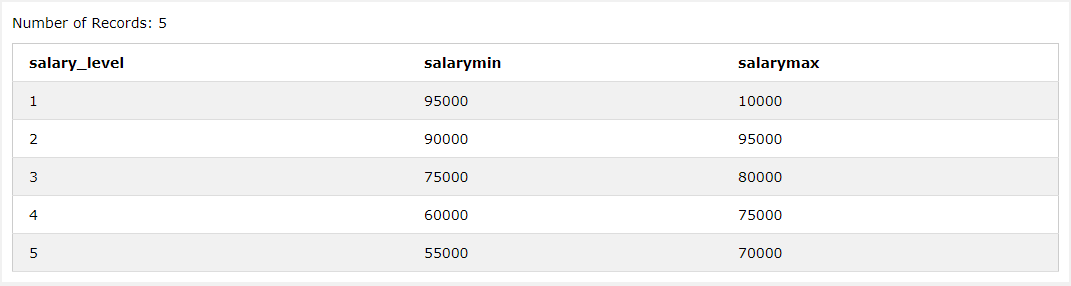 Number of Records: 5
salary_level salarymin salarymax
1 95000 10000
2 90000 95000
3 75000 80000
4 60000 75000
5 55000 70000